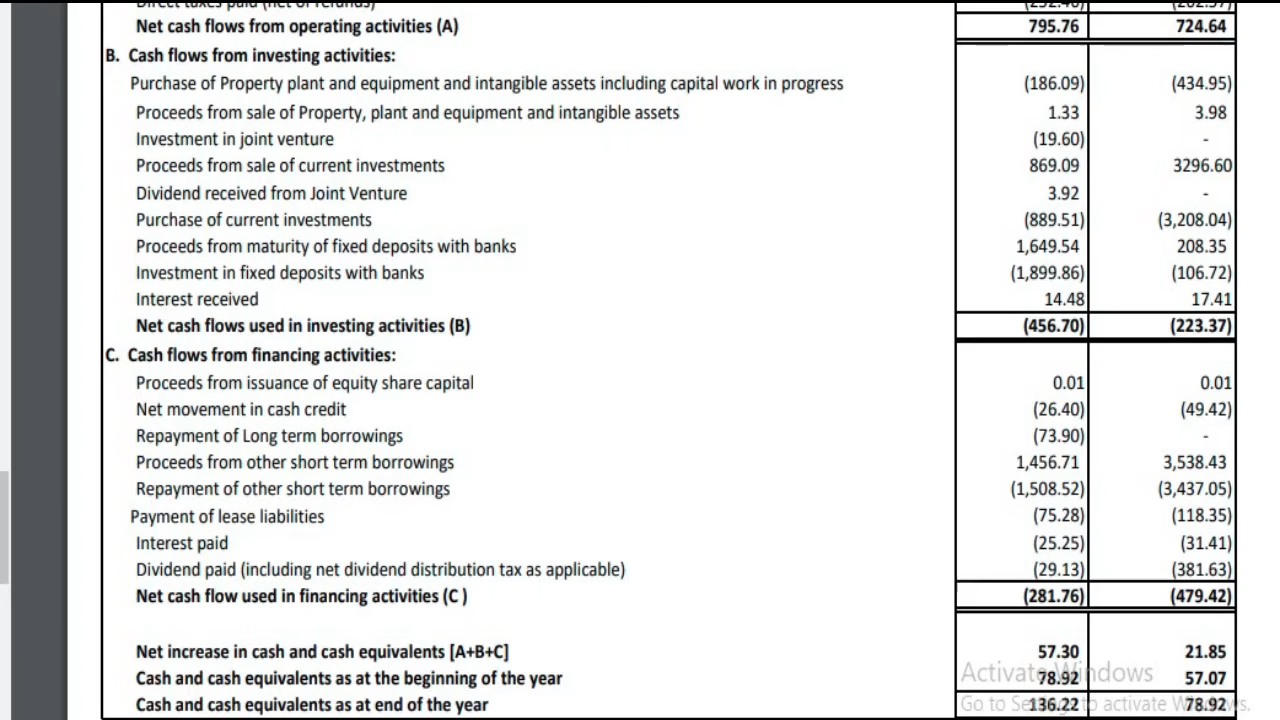 Direct taxes paid (net of refunds)
Net cash flows from operating activities (A) 795.76 724.64
B. Cash flows from investing activities:
Purchase of Property plant and equipment and intangible assets including capital work in progress (186.09) (434.95)
Proceeds from sale of Property, plant and equipment and intangible assets 1.33 3.98
Investment in joint venture (19.60) -
Proceeds from sale of current investments 869.09 3296.60
Dividend received from Joint Venture 3.92 -
Purchase of current investments (889.51) (3,208.04)
Proceeds from maturity of fixed deposits with banks 1,649.54 208.35
Investment in fixed deposits with banks (1,899.86) (106.72)
Interest received 14.48 17.41
Net cash flows used in investing activities (B) (456.70) (223.37)
C. Cash flows from financing activities:
Proceeds from issuance of equity share capital 0.01 0.01
Net movement in cash credit (26.40) (49.42)
Repayment of Long term borrowings (73.90) -
Proceeds from other short term borrowings 1,456.71 3,538.43
Repayment of other short term borrowings (1,508.52) (3,437.05)
Payment of lease liabilities (75.28) (118.35)
Interest paid (25.25) (31.41)
Dividend paid (including net dividend distribution tax as applicable) (29.13) (381.63)
Net cash flow used in financing activities (C ) (281.76) (479.42)
Net increase in cash and cash equivalents [A+B+C] 57.30 21.85
Cash and cash equivalents as at the beginning of the year 78.92 57.07
Cash and cash equivalents as at end of the year 136.22 78.92
Activate Windows
Go to to activate